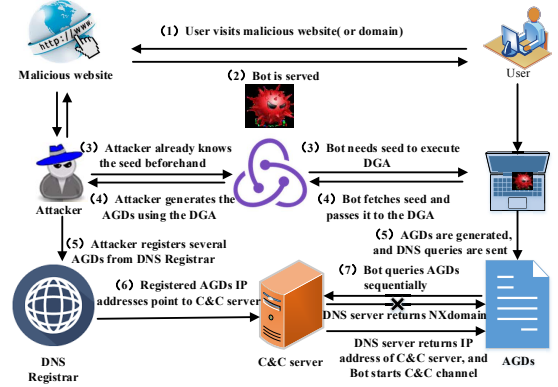 (1) User visits malicious website( or domain)
http://www
Malicious website
User
(2) Bot is served
(3) Attacker already knows
the seed beforehand
(3) Bot needs seed to execute
DGA
Attacker
(4) Attacker generates the
AGDs using the DGA
(4) Bot fetches seed and
passes it to the DGA
(5) Attacker registers several
AGDs from DNS Registrar
(5) AGDs are generated,
and DNS queries are sent
(6) Registered AGDs IP
addresses point to C&C server
(7) Bot queries AGDs
sequentially
DNS server returns NXdomain
DNS server returns IP
address of C&C server, and
Bot starts C&C channel
DNS
Registrar
C&C server
AGDs